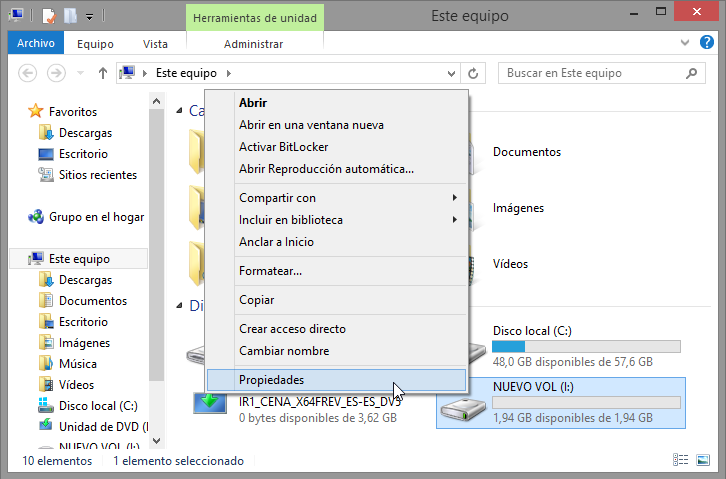 Herramientas de unidad
Este equipo
Archivo
Equipo
Vista
Administrar
Este equipo
Buscar en Este equipo
Favoritos
Descargas
Escritorio
Sitios recientes
Grupo en el hogar
Este equipo
Descargas
Documentos
Escritorio
Imágenes
Música
Vídeos
Disco local (C:)
Unidad de DVD (
NUEVO VOL (I:)
Ca
Di
Abrir
Abrir en una ventana nueva
Activar BitLocker
Abrir Reproducción automática...
Compartir con
Incluir en biblioteca
Anclar a Inicio
Formatear...
Copiar
Crear acceso directo
Cambiar nombre
Propiedades
Documentos
Imágenes
Vídeos
Disco local (C:)
48,0 GB disponibles de 57,6 GB
IR1_CENA_X64FREV_ES-ES_DV5
0 bytes disponibles de 3,62 GB
NUEVO VOL (I:)
1,94 GB disponibles de 1,94 GB
10 elementos
1 elemento seleccionado